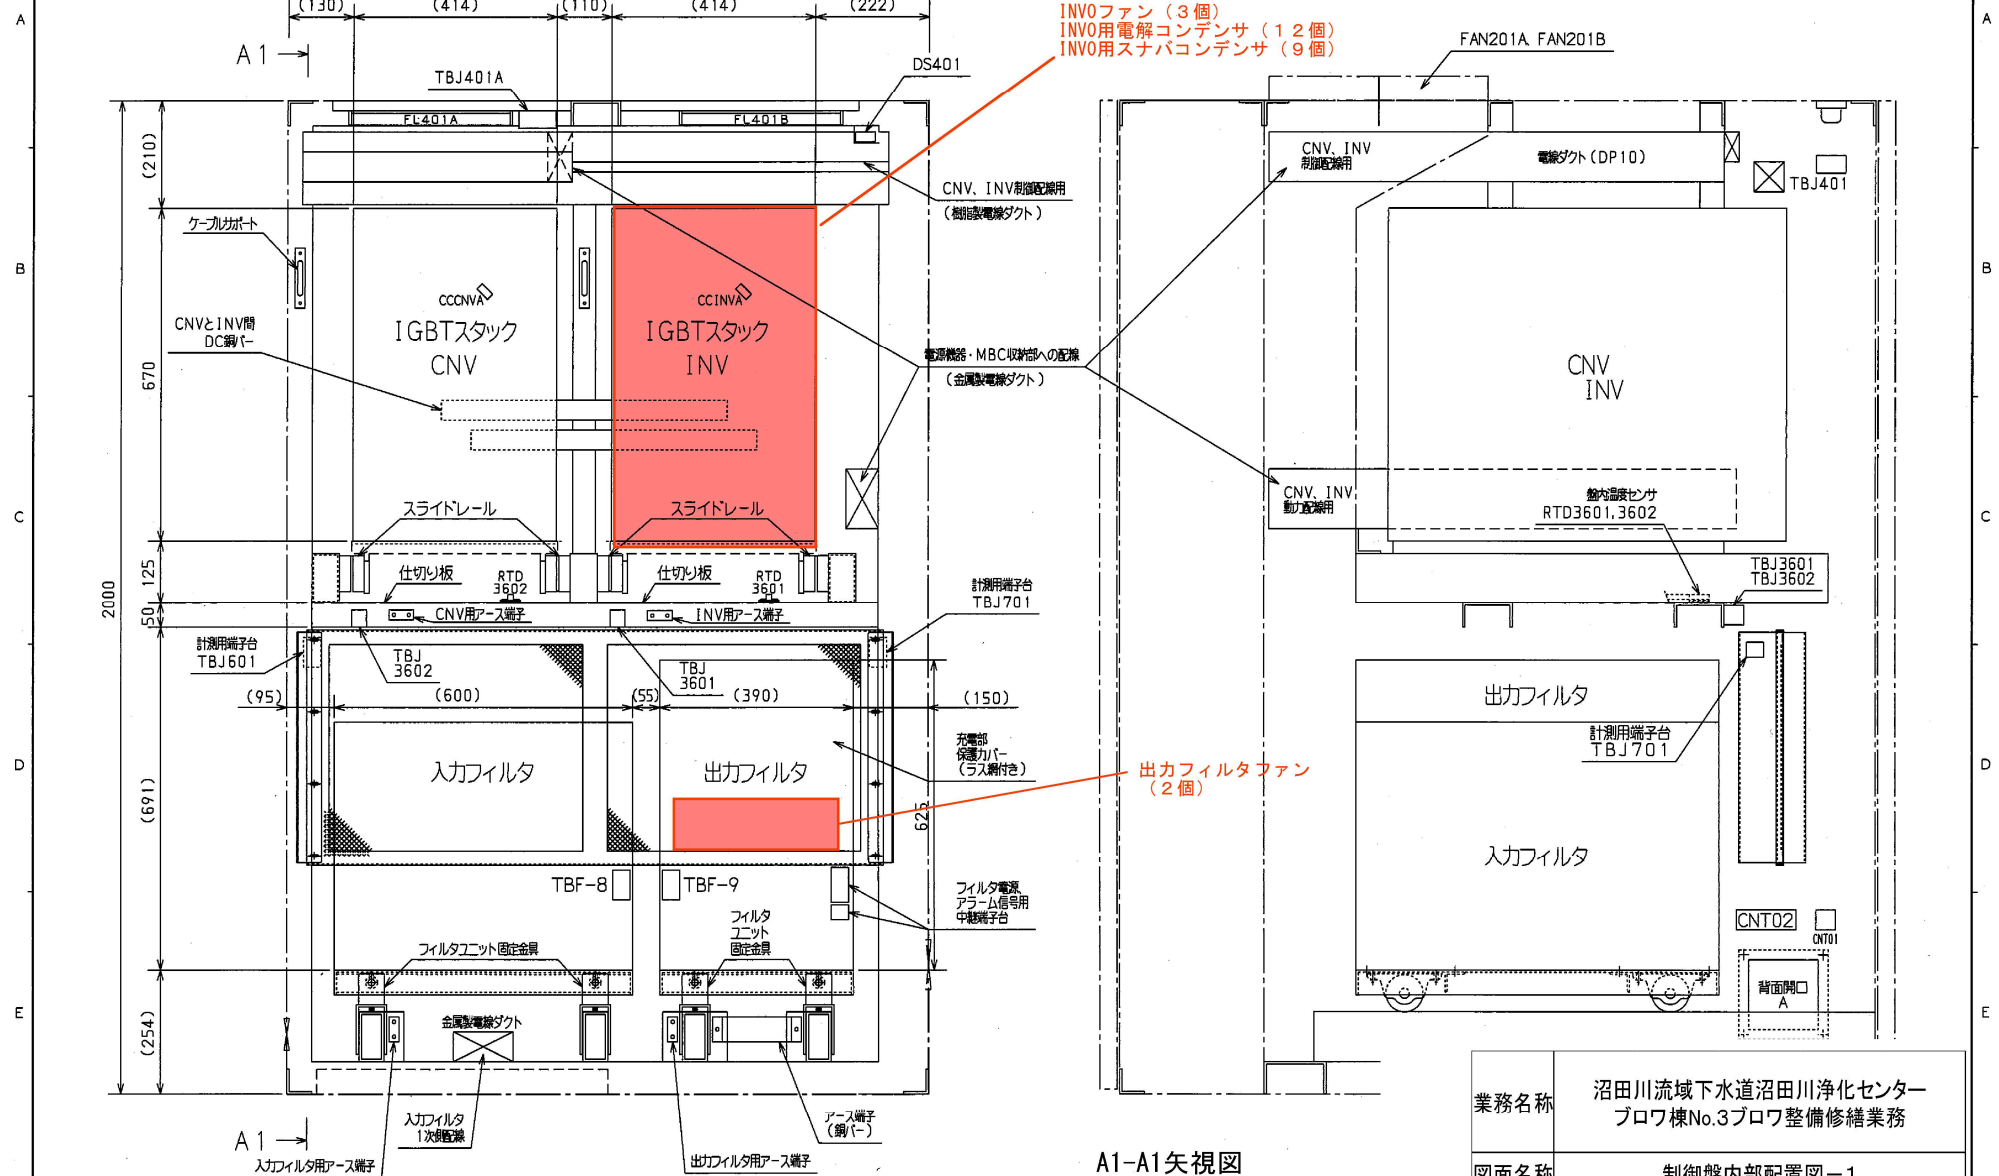 A
A
(130)
(414)
(110)
(414)
(222)
INV0ファン（３個）
INV0用電解コンデンサ（１２個）
INV0用スナバコンデンサ（９個）
FAN201A, FAN201B
A1
TBJ401A
DS401
FL401A
FL401B
(210)
CNV、INV
制御配線用
電線ダクト(DP10)
TBJ401
CNV、INV制御配線用
(樹脂製電線ダクト)
ケーブルサポート
B
B
CCCNVA
IGBTスタック
CNV
CCINVA
IGBTスタック
INV
CNVとINV間
DC銅バー
670
電源機器・MBC収納部への配線
(金属製電線ダクト)
CNV
INV
CNV、INV
動力配線用
盤内温度センサ
RTD3601,3602
スライドレール
スライドレール
C
C
125
仕切り板
RTD
3602
仕切り板
RTD
3601
計測用端子台
TBJ701
TBJ3601
TBJ3602
2000
50
CNV用アース端子
INV用アース端子
計測用端子台
TBJ601
TBJ
3602
TBJ
3601
(95)
(600)
(55)
(390)
(150)
出力フィルタ
計測用端子台
TBJ701
充電部
保護カバー
(ラス網付き)
入力フィルタ
出力フィルタ
出力フィルタファン
（２個）
D
D
(691)
625
入力フィルタ
TBF-8
TBF-9
フィルタ電源,
アラーム信号用
中継端子台
フィルタ
ユニット
固定金具
フィルタユニット固定金具
CNT02
CNT01
背面開口
A
E
E
(254)
金属製電線ダクト
入力フィルタ
1次側配線
アース端子
(銅バー)
A1
入力フィルタ用アース端子
出力フィルタ用アース端子
A1-A1矢視図
業務名称
沼田川流域下水道沼田川浄化センター
ブロワ棟No.3ブロワ整備修繕業務
図面名称
制御盤内部配置図－1